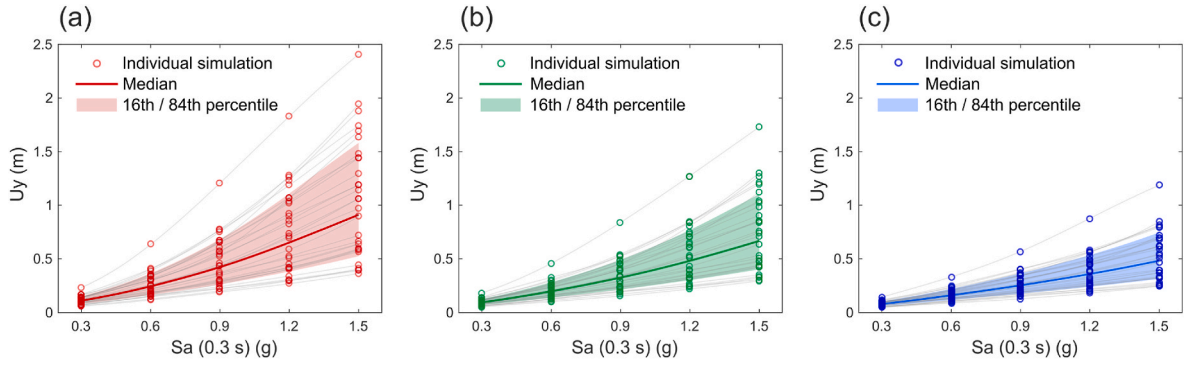 (a)
2.5
2
1.5
1
0.5
0
Uy (m)
Individual simulation
Median
16th / 84th percentile
0.3 0.6 0.9 1.2 1.5
Sa (0.3 s) (g)
(b)
2.5
2
1.5
1
0.5
0
Uy (m)
Individual simulation
Median
16th / 84th percentile
0.3 0.6 0.9 1.2 1.5
Sa (0.3 s) (g)
(c)
2.5
2
1.5
1
0.5
0
Uy (m)
Individual simulation
Median
16th / 84th percentile
0.3 0.6 0.9 1.2 1.5
Sa (0.3 s) (g)